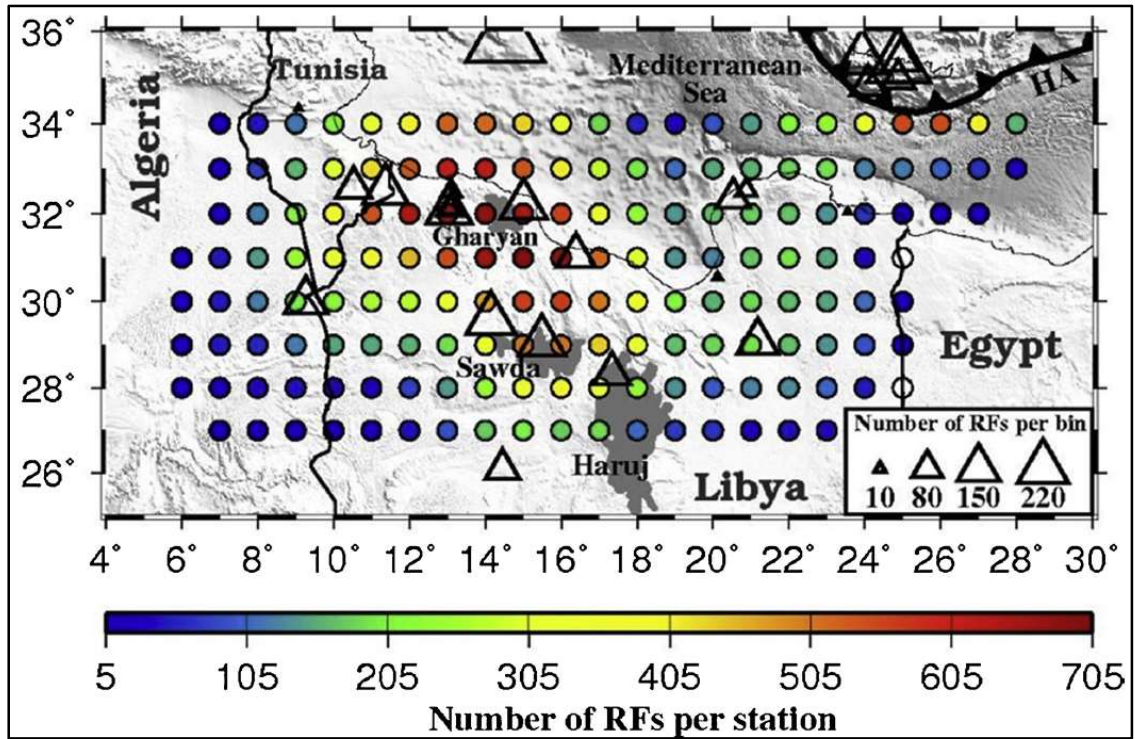 36°
34°
32°
30°
28°
26°
Algeria
Tunisia
Mediterranean
Sea
HA
Gharyan
Sawda
Haruj
Egypt
Libya
Number of RFs per bin
10 80 150 220
4° 6° 8° 10° 12° 14° 16° 18° 20° 22° 24° 26° 28° 30°
5 105 205 305 405 505 605 705
Number of RFs per station